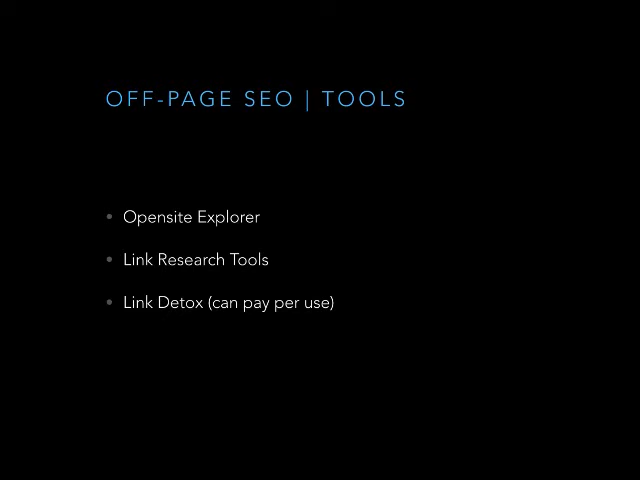 OFF-PAGE SEO | TOOLS
• Opensite Explorer
• Link Research Tools
• Link Detox (can pay per use)